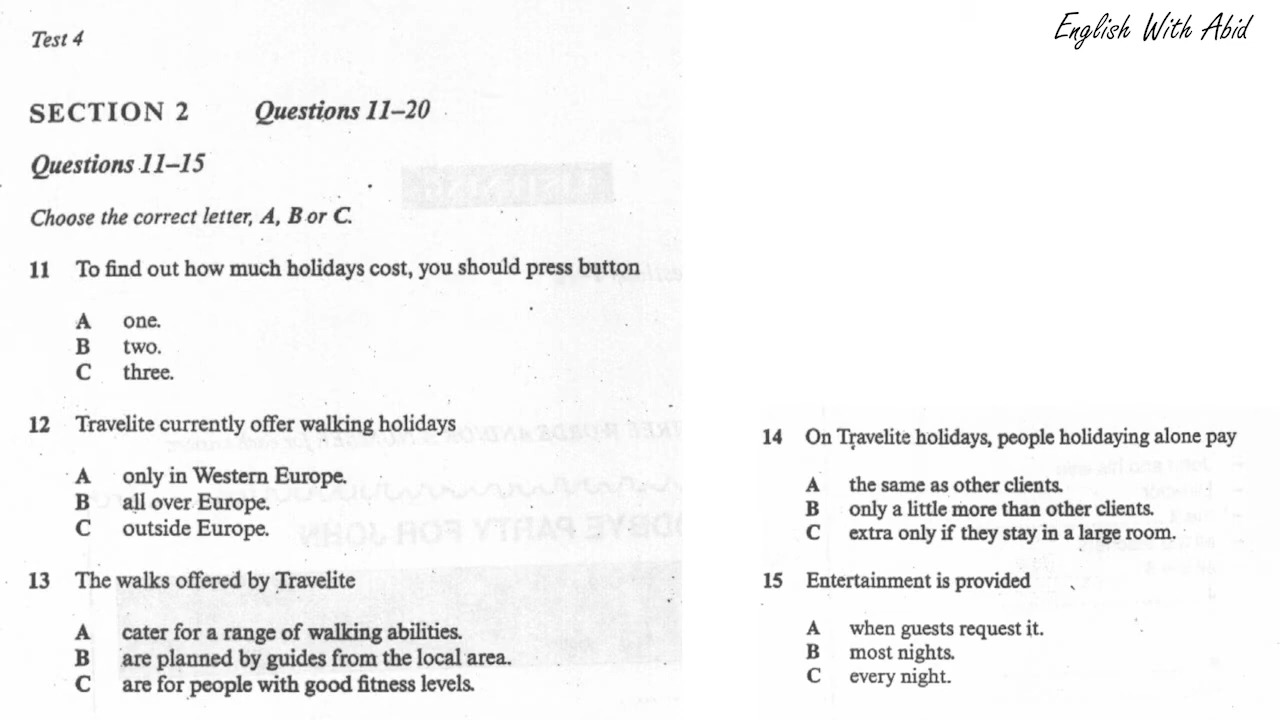 Test 4
English With Abid
SECTION 2 Questions 11–20
Questions 11–15
Choose the correct letter, A, B or C.
11 To find out how much holidays cost, you should press button
A one.
B two.
C three.
12 Travelite currently offer walking holidays
A only in Western Europe.
B all over Europe.
C outside Europe.
13 The walks offered by Travelite
A cater for a range of walking abilities.
B are planned by guides from the local area.
C are for people with good fitness levels.
14 On Travelite holidays, people holidaying alone pay
A the same as other clients.
B only a little more than other clients.
C extra only if they stay in a large room.
15 Entertainment is provided
A when guests request it.
B most nights.
C every night.